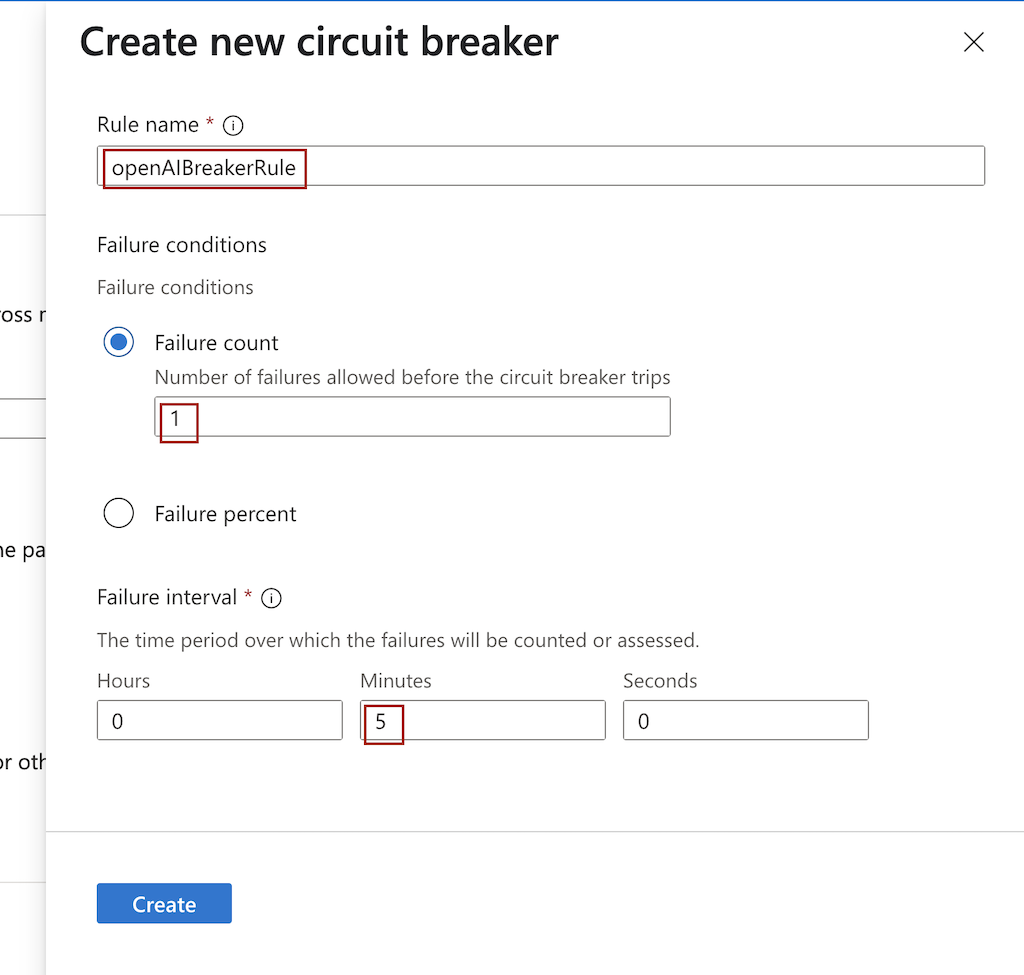 Create new circuit breaker
Rule name *
openAIBreakerRule
Failure conditions
Failure conditions
oss r
Failure count
Number of failures allowed before the circuit breaker trips
1
Failure percent
ne pa
Failure interval *
The time period over which the failures will be counted or assessed.
Hours Minutes Seconds
0 5 0
or oth
Create